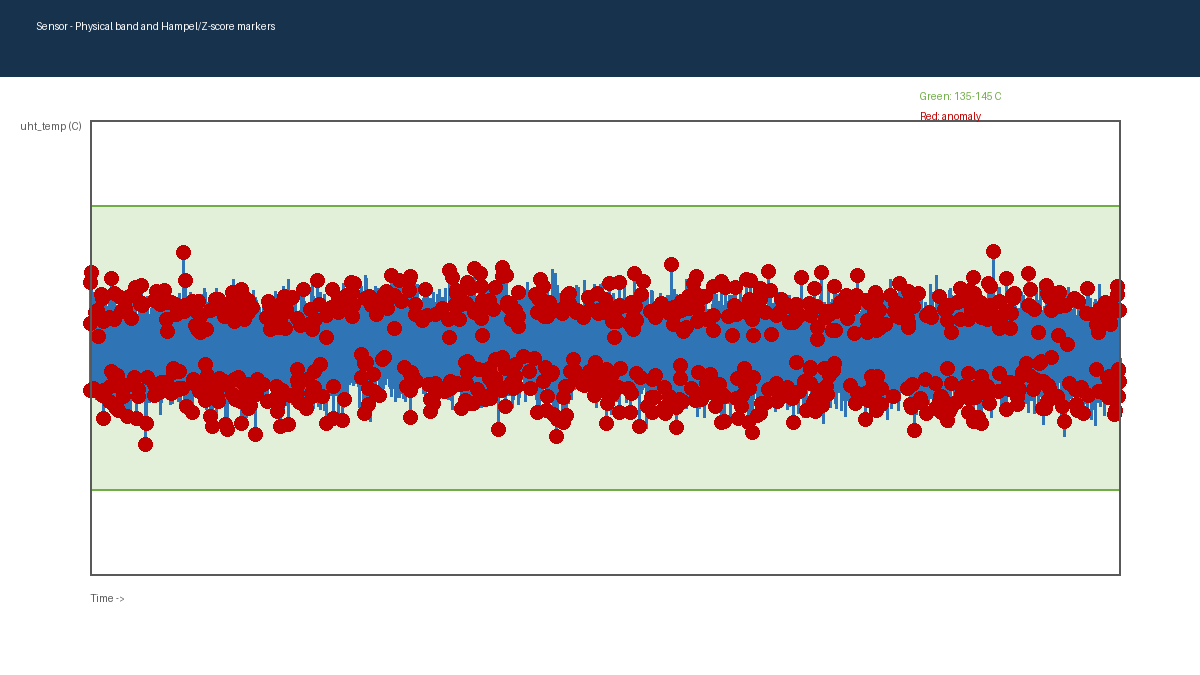 Sensor - Physical band and Hampel/Z-score markers
Green: 135-145 C
Red: anomaly
uht_temp (C)
Time ->